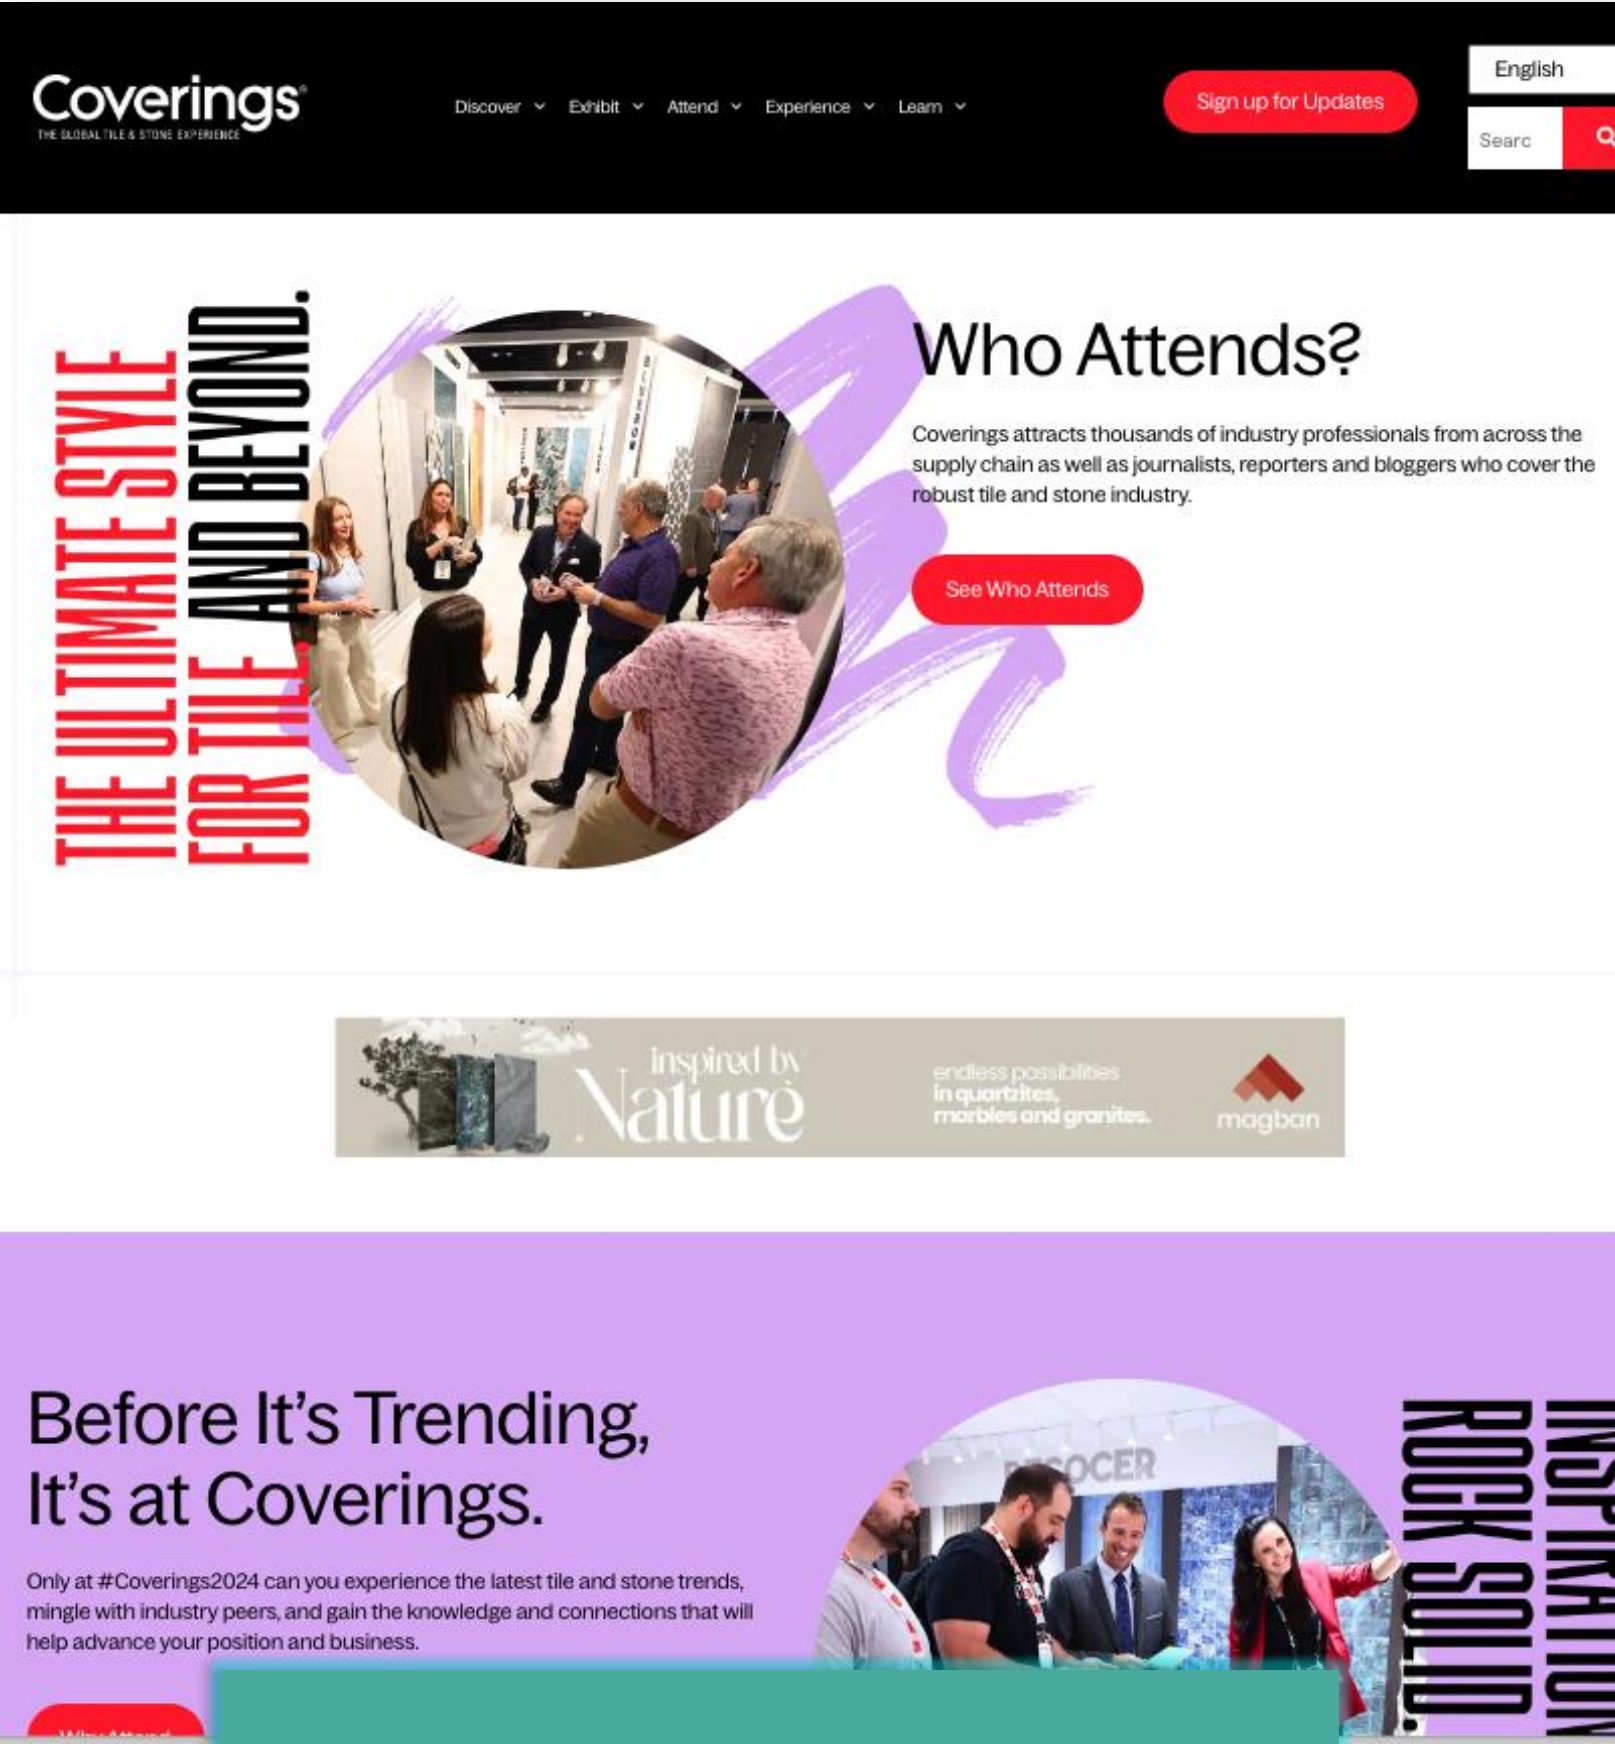 Coverings®
THE GLOBAL TILE & STONE EXPERIENCE
Discover
Exhibit
Attend
Experience
Learn
Sign up for Updates
English
Searc
THE ULTIMATE STYLE
FOR TILE. AND BEYOND.
Who Attends?
Coverings attracts thousands of industry professionals from across the
supply chain as well as journalists, reporters and bloggers who cover the
robust tile and stone industry.
See Who Attends
inspired by
Nature
endless possibilities
in quartzites,
marbles and granites.
magban
Before It's Trending,
It's at Coverings.
Only at #Coverings2024 can you experience the latest tile and stone trends,
mingle with industry peers, and gain the knowledge and connections that will
help advance your position and business.
Why Attend
INSPIRATION
ROCK SOLID.